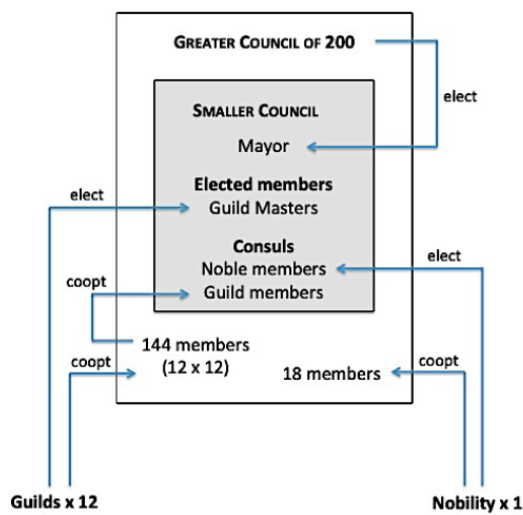 GREATER COUNCIL OF 200
elect
SMALLER COUNCIL
Mayor
elect
Elected members
Guild Masters
Consuls
elect
Noble members
coopt
Guild members
144 members
(12 x 12)
coopt
18 members
coopt
Guilds x 12
Nobility x 1